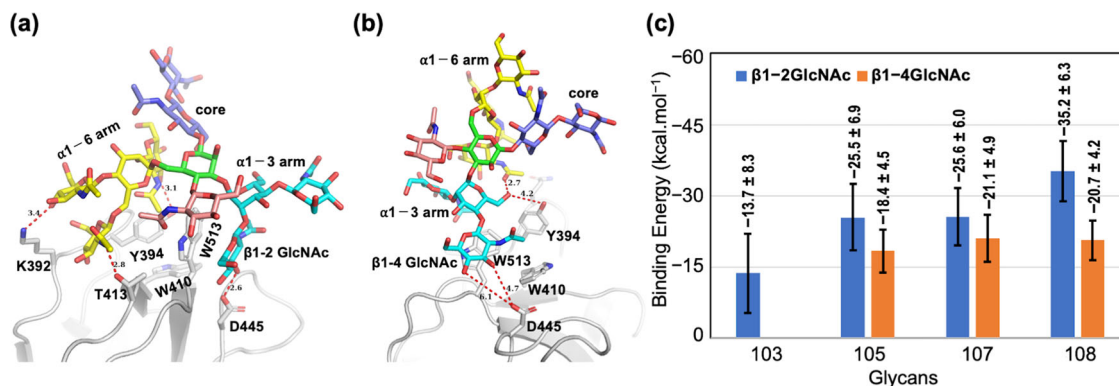 (a)
core
α1−6 arm
α1−3 arm
3.1
3.4
K392
Y394
W513
β1-2 GlcNAc
2.8
T413
W410
2.6
D445
(b)
α1−6 arm
core
2.7
4.2
α1−3 arm
Y394
β1-4 GlcNAc
W513
W410
4.7
6.1
D445
(c)
Binding Energy (kcal.mol⁻¹)
−60
−45
−30
−15
0
β1−2GlcNAc
β1−4GlcNAc
−13.7 ± 8.3
−25.5 ± 6.9
−18.4 ± 4.5
−25.6 ± 6.0
−21.1 ± 4.9
−35.2 ± 6.3
−20.7 ± 4.2
103
105
107
108
Glycans